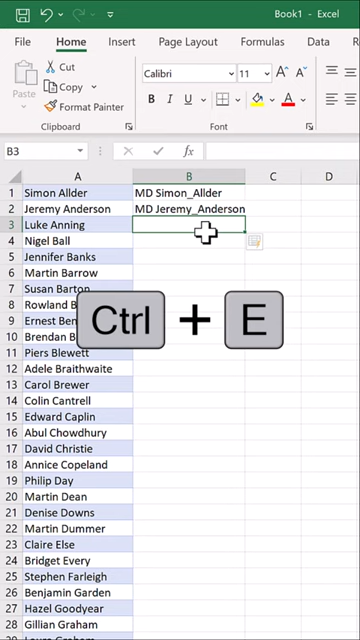 Book1 - Excel
File Home Insert Page Layout Formulas Data
Paste
Cut
Copy
Format Painter
Calibri 11 A A
B I U A
Clipboard Font
B3 fx
A B C D
1 Simon Allder MD Simon_Allder
2 Jeremy Anderson MD Jeremy_Anderson
3 Luke Anning
4 Nigel Ball
5 Jennifer Banks
6 Martin Barrow
7 Susan Barton
8 Rowland B
9 Ernest Ben
Ctrl + E
10 Brendan B
11 Piers Blewett
12 Adele Braithwaite
13 Carol Brewer
14 Colin Cantrell
15 Edward Caplin
16 Abul Chowdhury
17 David Christie
18 Annice Copeland
19 Philip Day
20 Martin Dean
21 Denise Downs
22 Martin Dummer
23 Claire Else
24 Bridget Every
25 Stephen Farleigh
26 Benjamin Garden
27 Hazel Goodyear
28 Gillian Graham